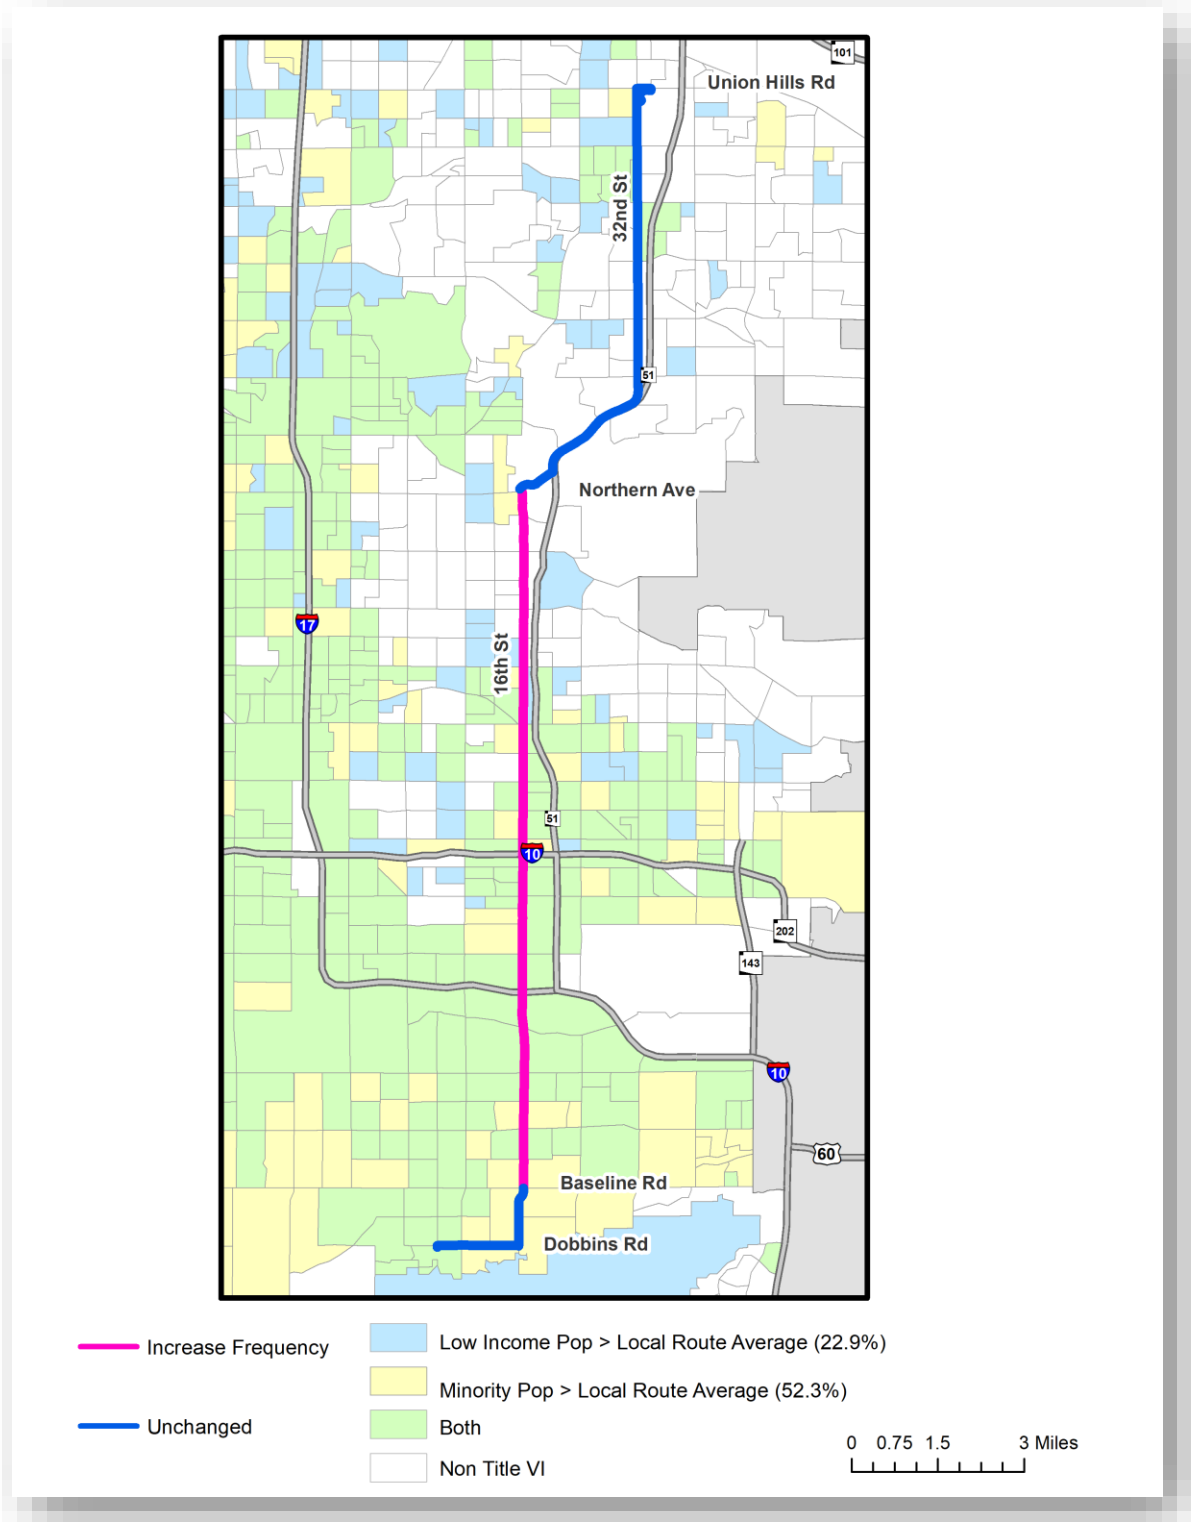 101
Union Hills Rd
32nd St
51
Northern Ave
17
16th St
51
10
202
143
10
60
Baseline Rd
Dobbins Rd
Increase Frequency
Unchanged
Low Income Pop > Local Route Average (22.9%)
Minority Pop > Local Route Average (52.3%)
Both
Non Title VI
0 0.75 1.5 3 Miles